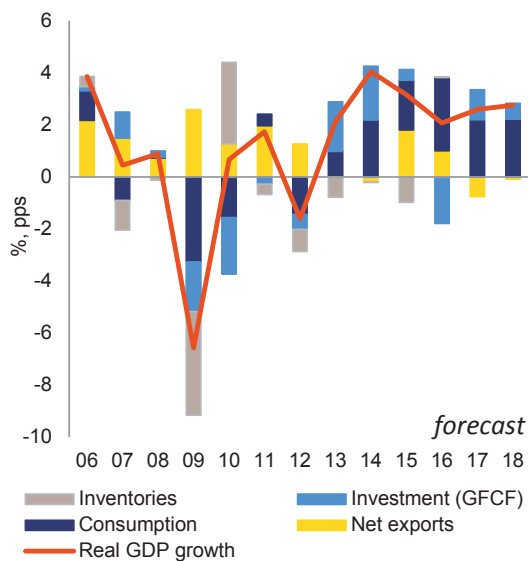 %, pps
6
4
2
0
-2
-4
-6
-8
-10
forecast
06 07 08 09 10 11 12 13 14 15 16 17 18
Inventories Investment (GFCF)
Consumption Net exports
Real GDP growth